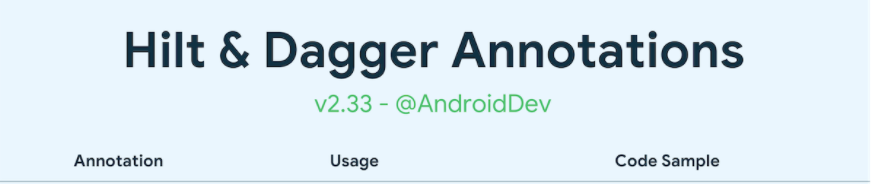 Hilt & Dagger Annotations
v2.33 - @AndroidDev
Annotation Usage Code Sample